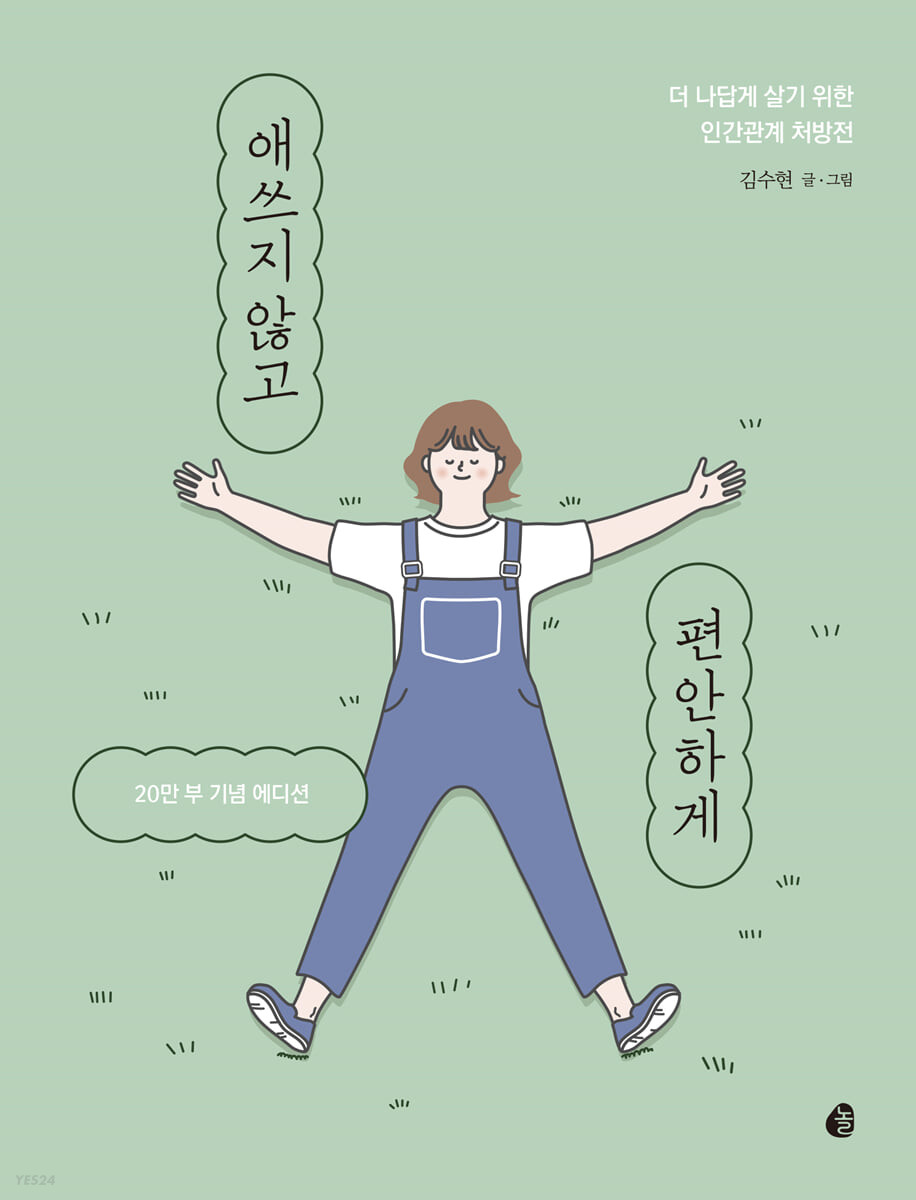 더 나답게 살기 위한
인간관계 처방전
김수현 글·그림
애쓰지 않고
편안하게
20만 부 기념 에디션
놀
YES24